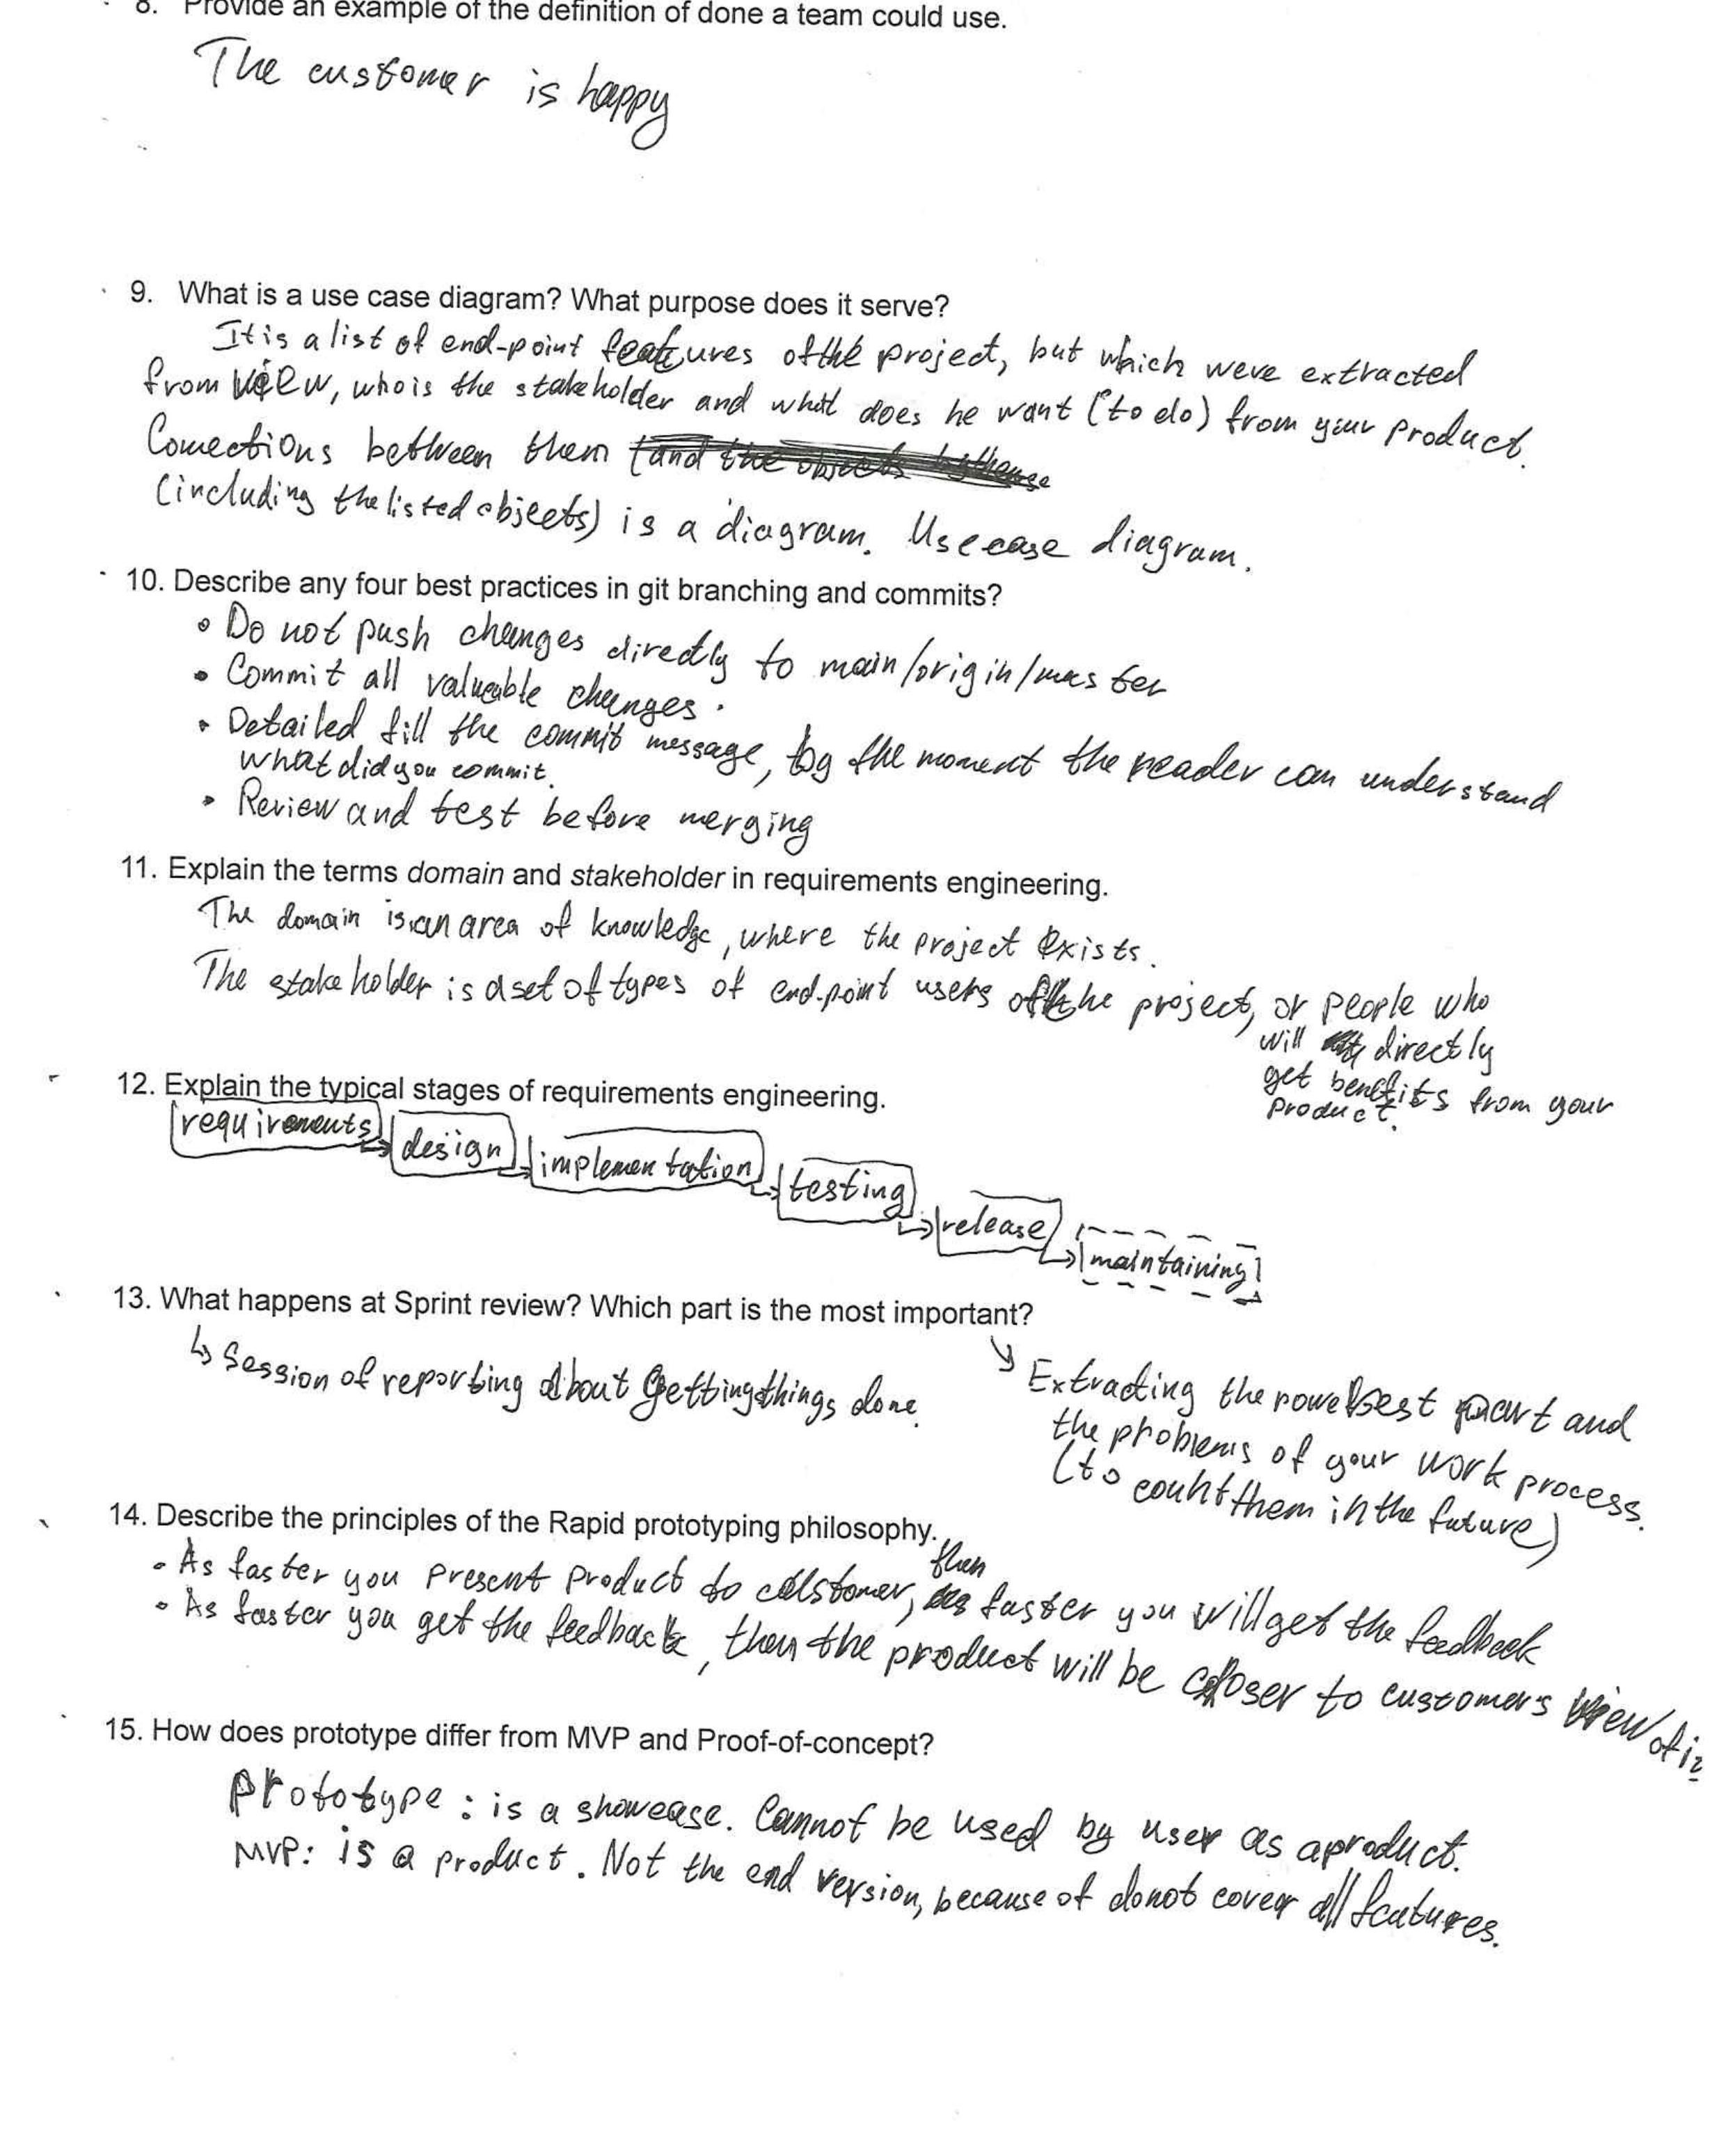 8. Provide an example of the definition of done a team could use.
The customer is happy
9. What is a use case diagram? What purpose does it serve?
It is a list of end-point features of the project, but which were extracted
from view, who is the stakeholder and what does he want (to do) from your product.
Connections between them
(including the listed objects) is a diagram. Use case diagram.
10. Describe any four best practices in git branching and commits?
• Do not push changes directly to main/origin/master
• Commit all valueable changes.
• Detailed fill the commit message, by the moment the reader can understand
what did you commit.
• Review and test before merging
11. Explain the terms domain and stakeholder in requirements engineering.
The domain is an area of knowledge, where the project exists.
The stakeholder is a set of types of end-point users of the project, or people who
will directly
get benefits from your
product.
12. Explain the typical stages of requirements engineering.
requirements
design
implementation
testing
release
maintaining
13. What happens at Sprint review? Which part is the most important?
↳ Session of reporting about getting things done.
↘ Extracting the part and
the problems of your work process.
(to count them in the future)
14. Describe the principles of the Rapid prototyping philosophy.
• As faster you present product to customer, then faster you will get the feedback
• As faster you get the feedback, then the product will be closer to customers view of it
15. How does prototype differ from MVP and Proof-of-concept?
Prototype: is a showcase. Cannot be used by user as a product.
MVP: is a product. Not the end version, because of do not cover all features.